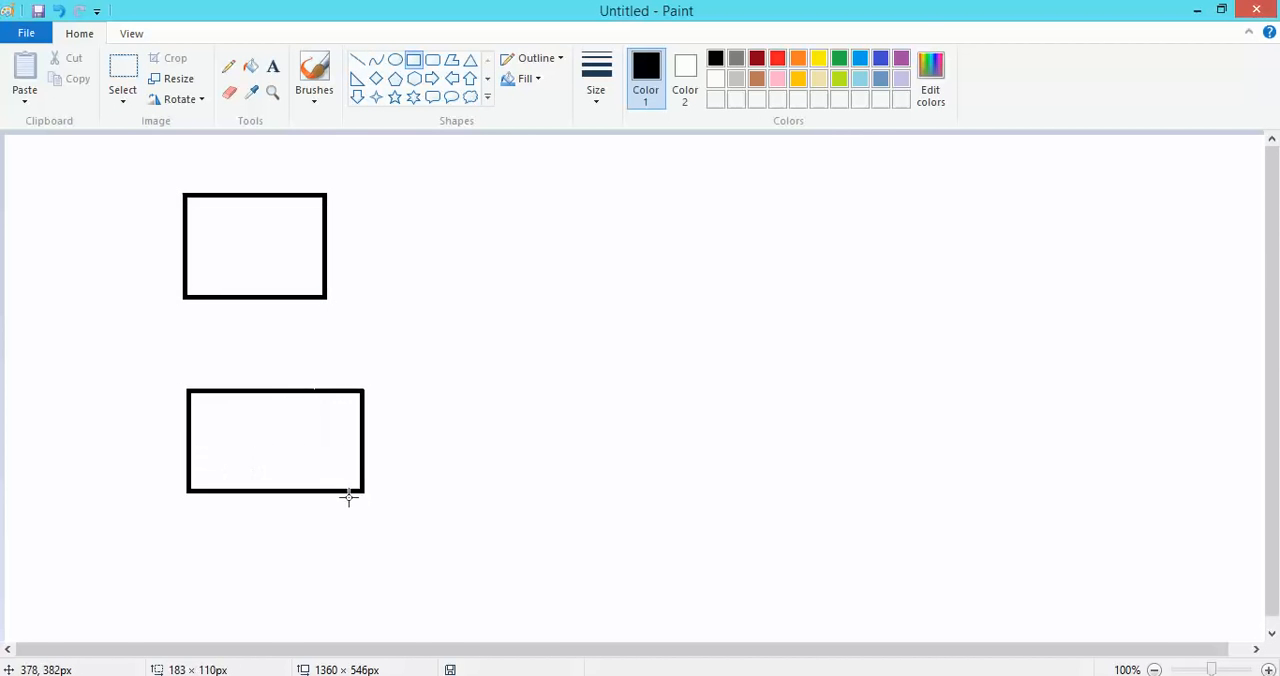 Untitled - Paint
File Home View
Paste
Cut
Copy
Clipboard
Select
Crop
Resize
Rotate
Image
A
Tools
Brushes
Outline
Fill
Shapes
Size
Color 1
Color 2
Edit colors
Colors
378, 382px 183 × 110px 1360 × 546px 100%